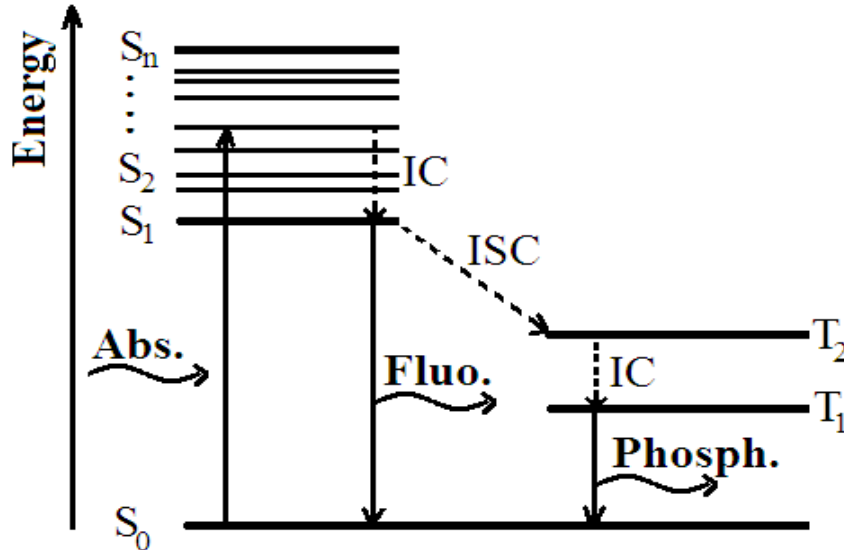 Energy
Sn
S2
IC
S1
ISC
T2
Abs.
Fluo.
IC
T1
Phosph.
S0